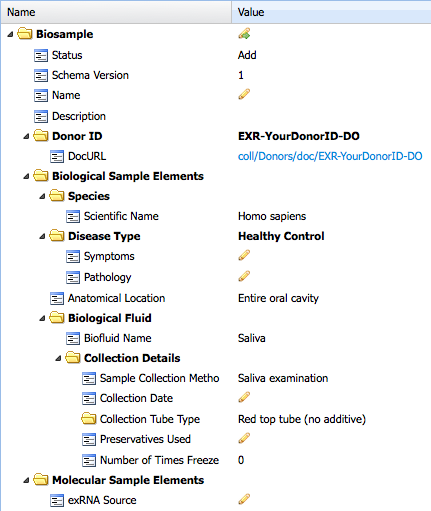 Name Value
Biosample
Status Add
Schema Version 1
Name
Description
Donor ID EXR-YourDonorID-DO
DocURL coll/Donors/doc/EXR-YourDonorID-DO
Biological Sample Elements
Species
Scientific Name Homo sapiens
Disease Type Healthy Control
Symptoms
Pathology
Anatomical Location Entire oral cavity
Biological Fluid
Biofluid Name Saliva
Collection Details
Sample Collection Metho Saliva examination
Collection Date
Collection Tube Type Red top tube (no additive)
Preservatives Used
Number of Times Freeze 0
Molecular Sample Elements
exRNA Source